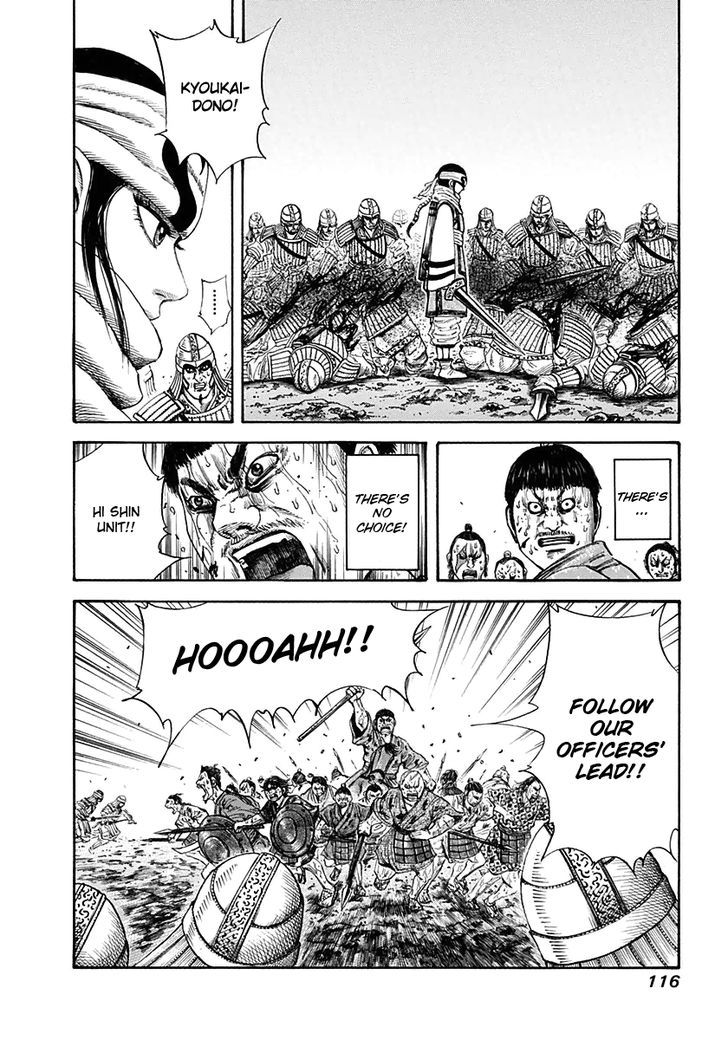 KYOUKAI-
DONO!
......
THERE'S
...
THERE'S
NO
CHOICE!
HI SHIN
UNIT!!
FOLLOW
OUR
OFFICERS'
LEAD!!
HOOOAHH!!
116